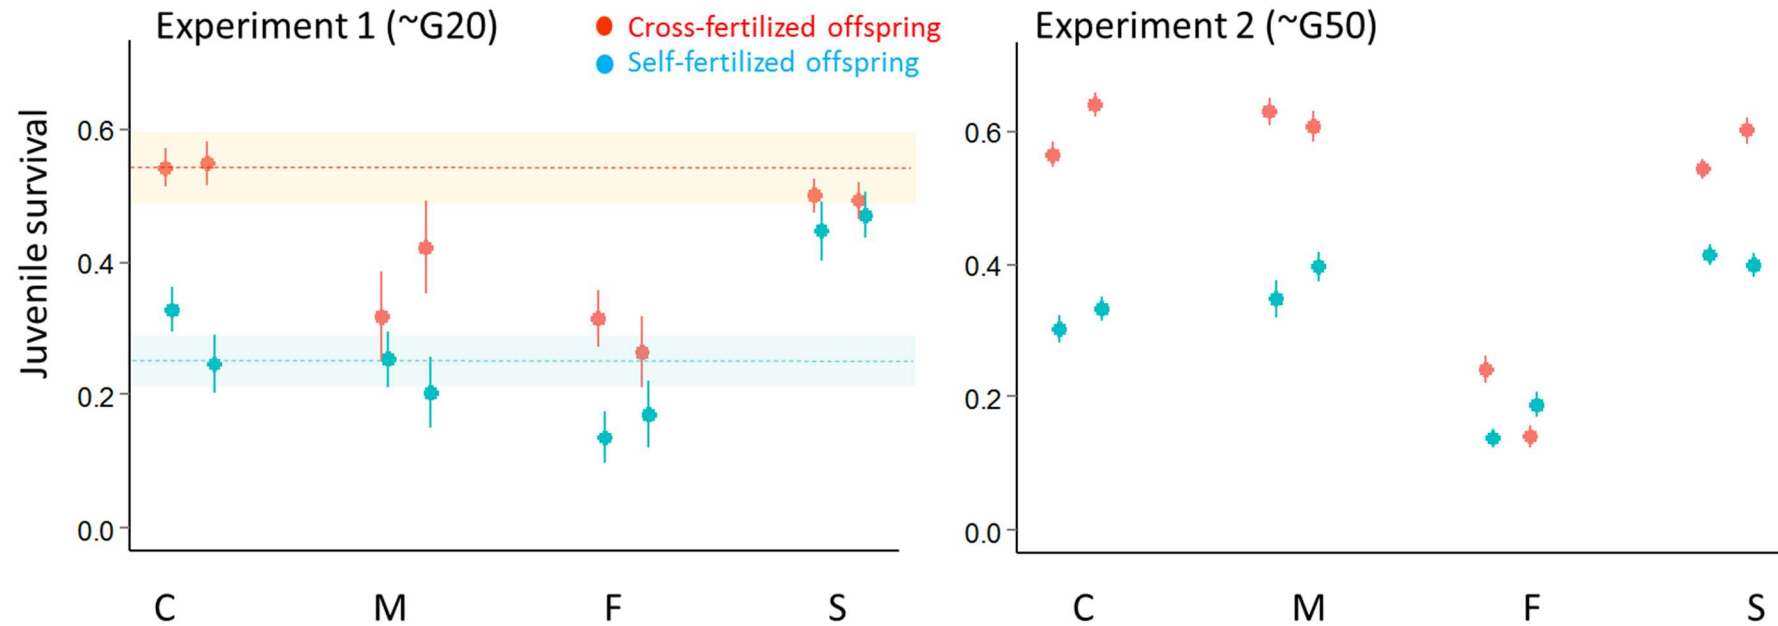 Experiment 1 (~G20)
Cross-fertilized offspring
Self-fertilized offspring
Juvenile survival
0.6
0.4
0.2
0.0
C M F S
Experiment 2 (~G50)
0.6
0.4
0.2
0.0
C M F S